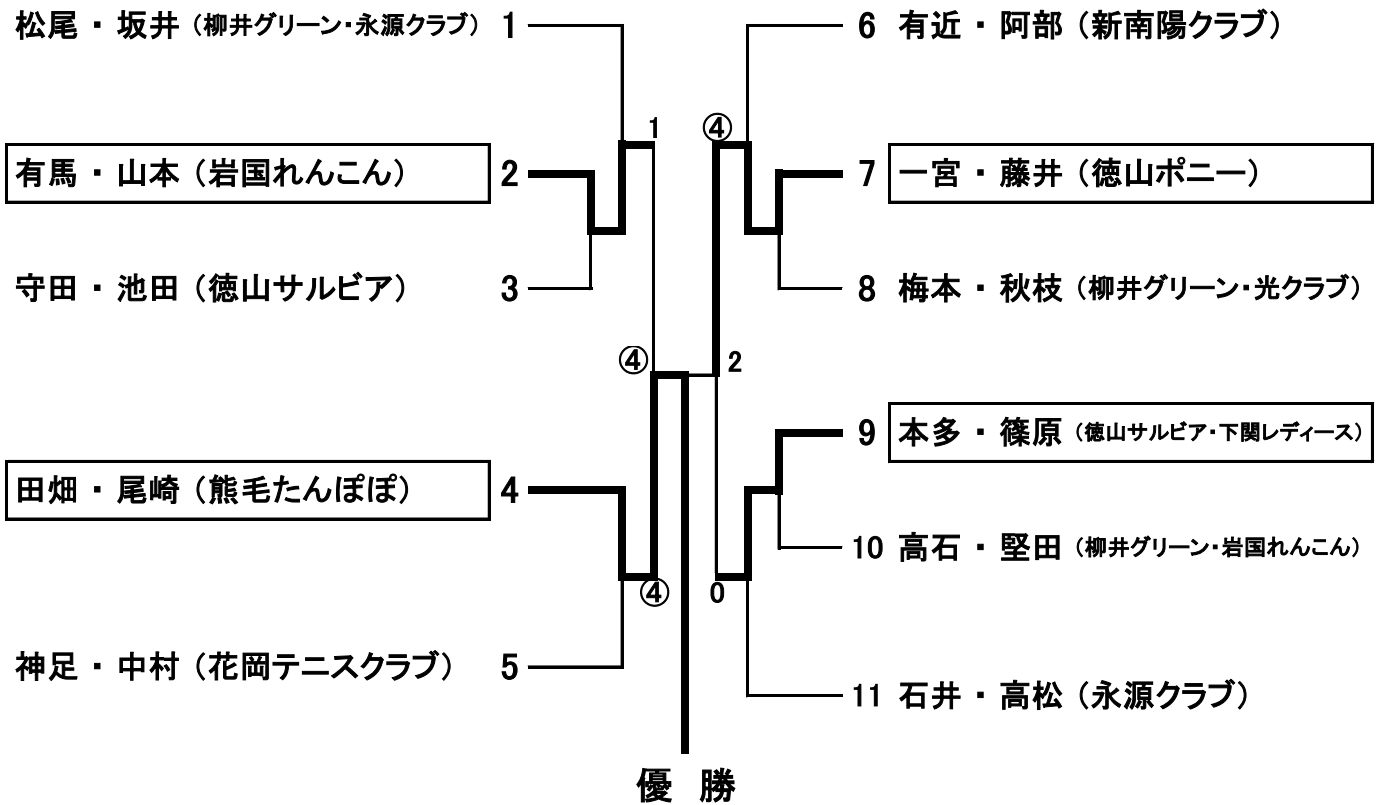 松尾・坂井（柳井グリーン・永源クラブ） 1
有馬・山本（岩国れんこん） 2
守田・池田（徳山サルビア） 3
田畑・尾崎（熊毛たんぽぽ） 4
神足・中村（花岡テニスクラブ） 5
1
④
④
④
2
0
6 有近・阿部（新南陽クラブ）
7 一宮・藤井（徳山ポニー）
8 梅本・秋枝（柳井グリーン・光クラブ）
9 本多・篠原（徳山サルビア・下関レディース）
10 高石・堅田（柳井グリーン・岩国れんこん）
11 石井・高松（永源クラブ）
優 勝